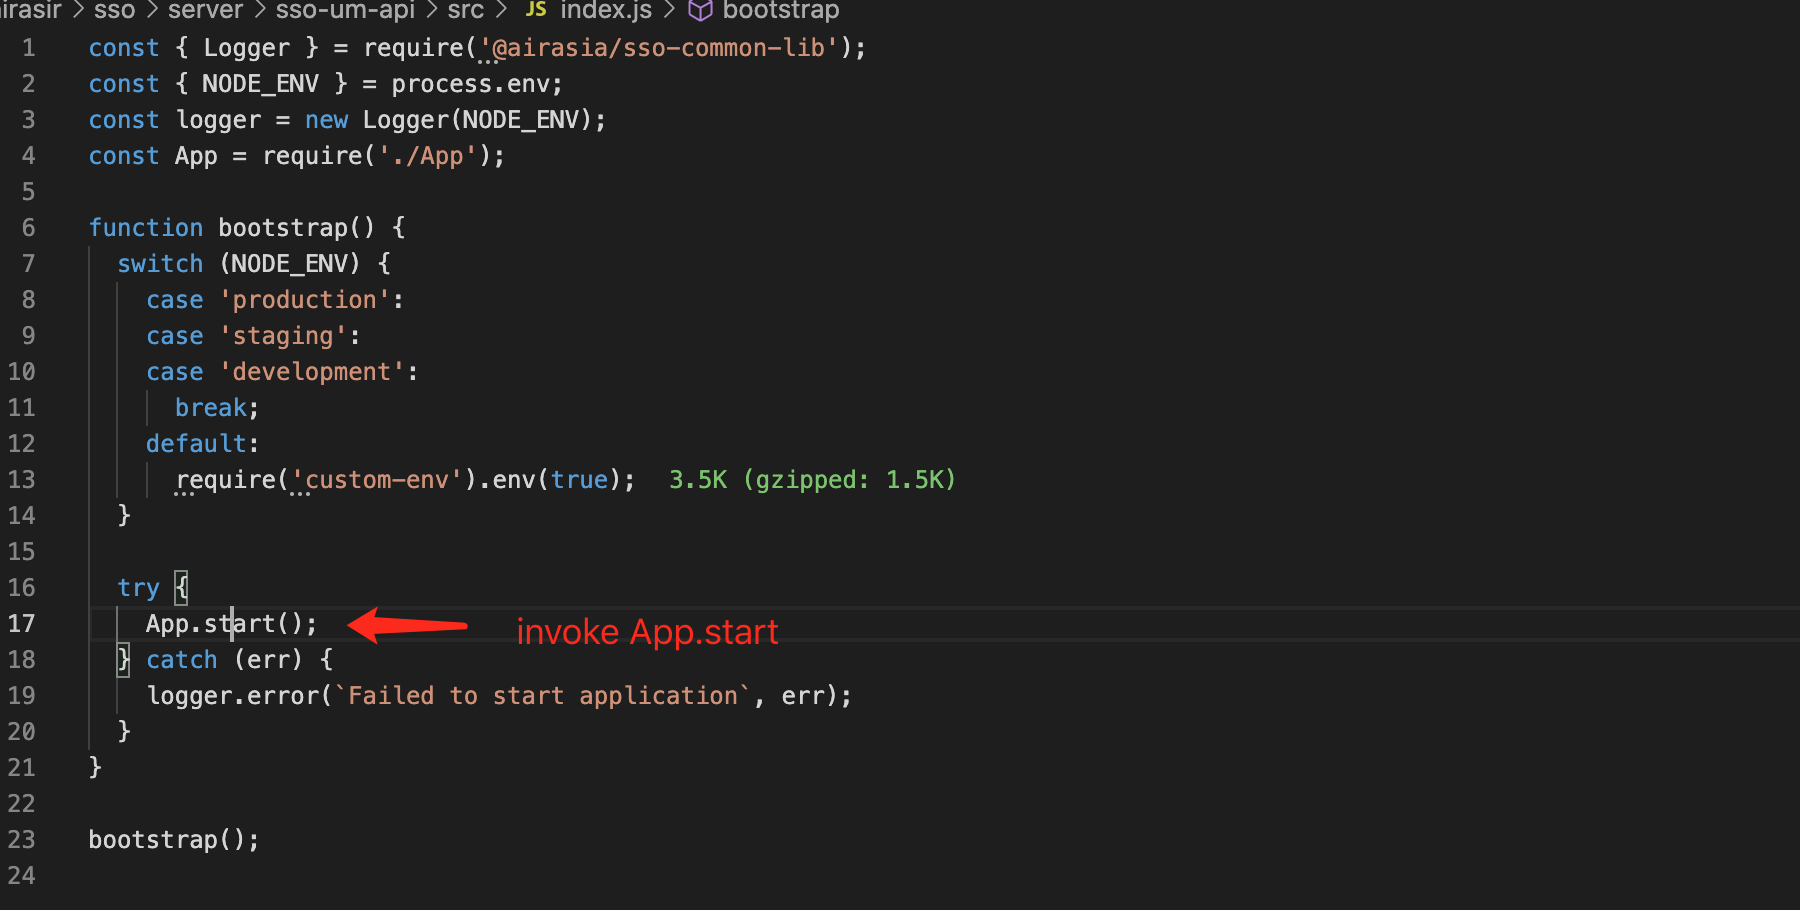 airasir > sso > server > sso-um-api > src > JS index.js > bootstrap
1 const { Logger } = require('@airasia/sso-common-lib');
2 const { NODE_ENV } = process.env;
3 const logger = new Logger(NODE_ENV);
4 const App = require('./App');
5
6 function bootstrap() {
7 switch (NODE_ENV) {
8 case 'production':
9 case 'staging':
10 case 'development':
11 break;
12 default:
13 require('custom-env').env(true); 3.5K (gzipped: 1.5K)
14 }
15
16 try {
17 App.start(); invoke App.start
18 } catch (err) {
19 logger.error(`Failed to start application`, err);
20 }
21 }
22
23 bootstrap();
24